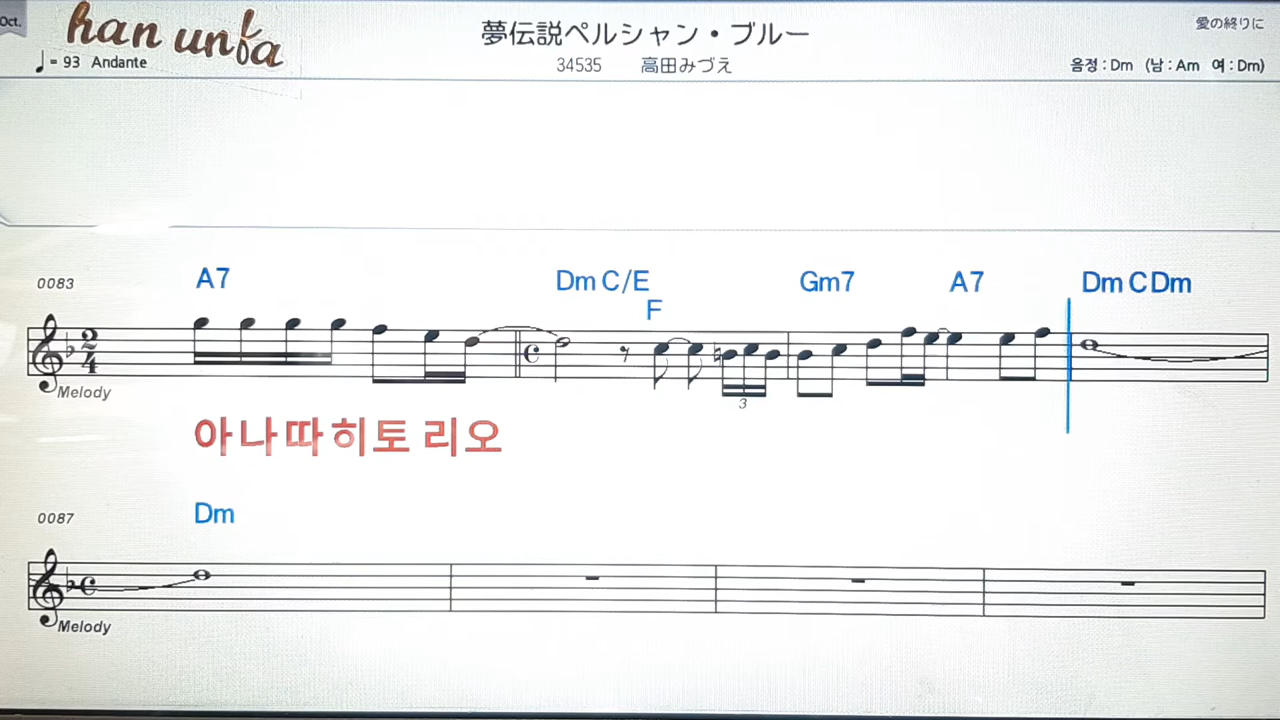 Oct.
han unfa
夢伝説ペルシャン・ブルー
愛の終りに
♩= 93 Andante
34535 高田みづえ
음정 : Dm (남 : Am 여 : Dm)
0083
A7 Dm C/E F Gm7 A7 Dm C Dm
2/4
3
Melody
아나따히토 리오
0087
Dm
Melody